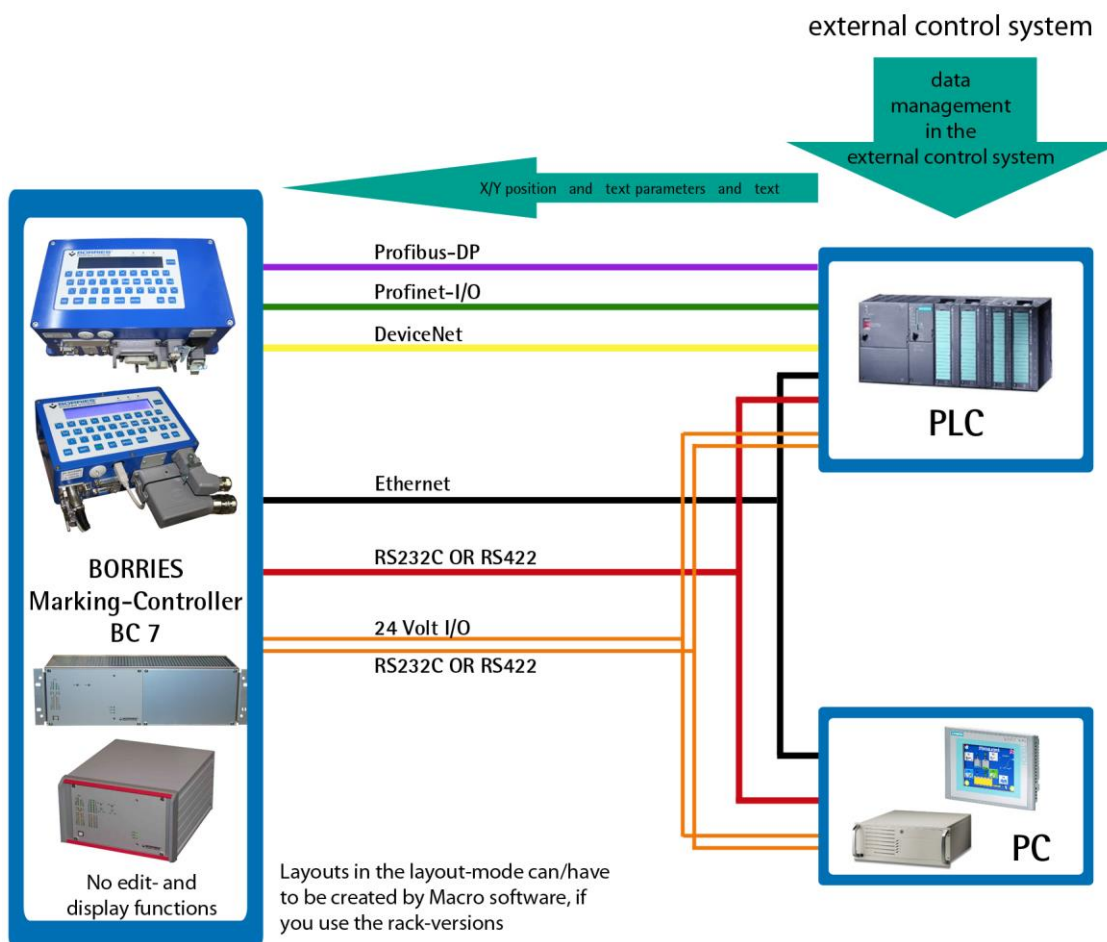 external control system
data
management
in the
external control system
X/Y position and text parameters and text
Profibus-DP
Profinet-I/O
DeviceNet
PLC
Ethernet
RS232C OR RS422
24 Volt I/O
RS232C OR RS422
BORRIES
BORRIES
BORRIES
Marking-Controller
BC 7
No edit- and
display functions
Layouts in the layout-mode can/have
to be created by Macro software, if
you use the rack-versions
PC